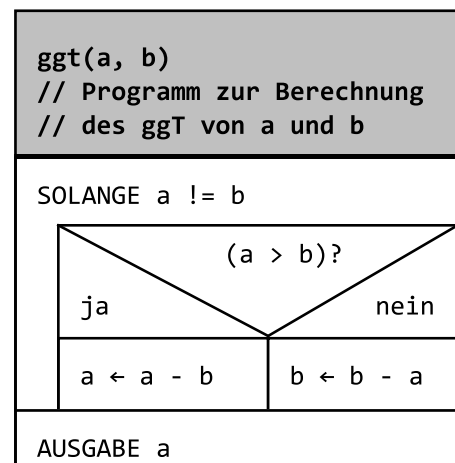 ggt(a, b)
// Programm zur Berechnung
// des ggT von a und b
SOLANGE a != b
(a > b)?
ja
nein
a ← a - b
b ← b - a
AUSGABE a